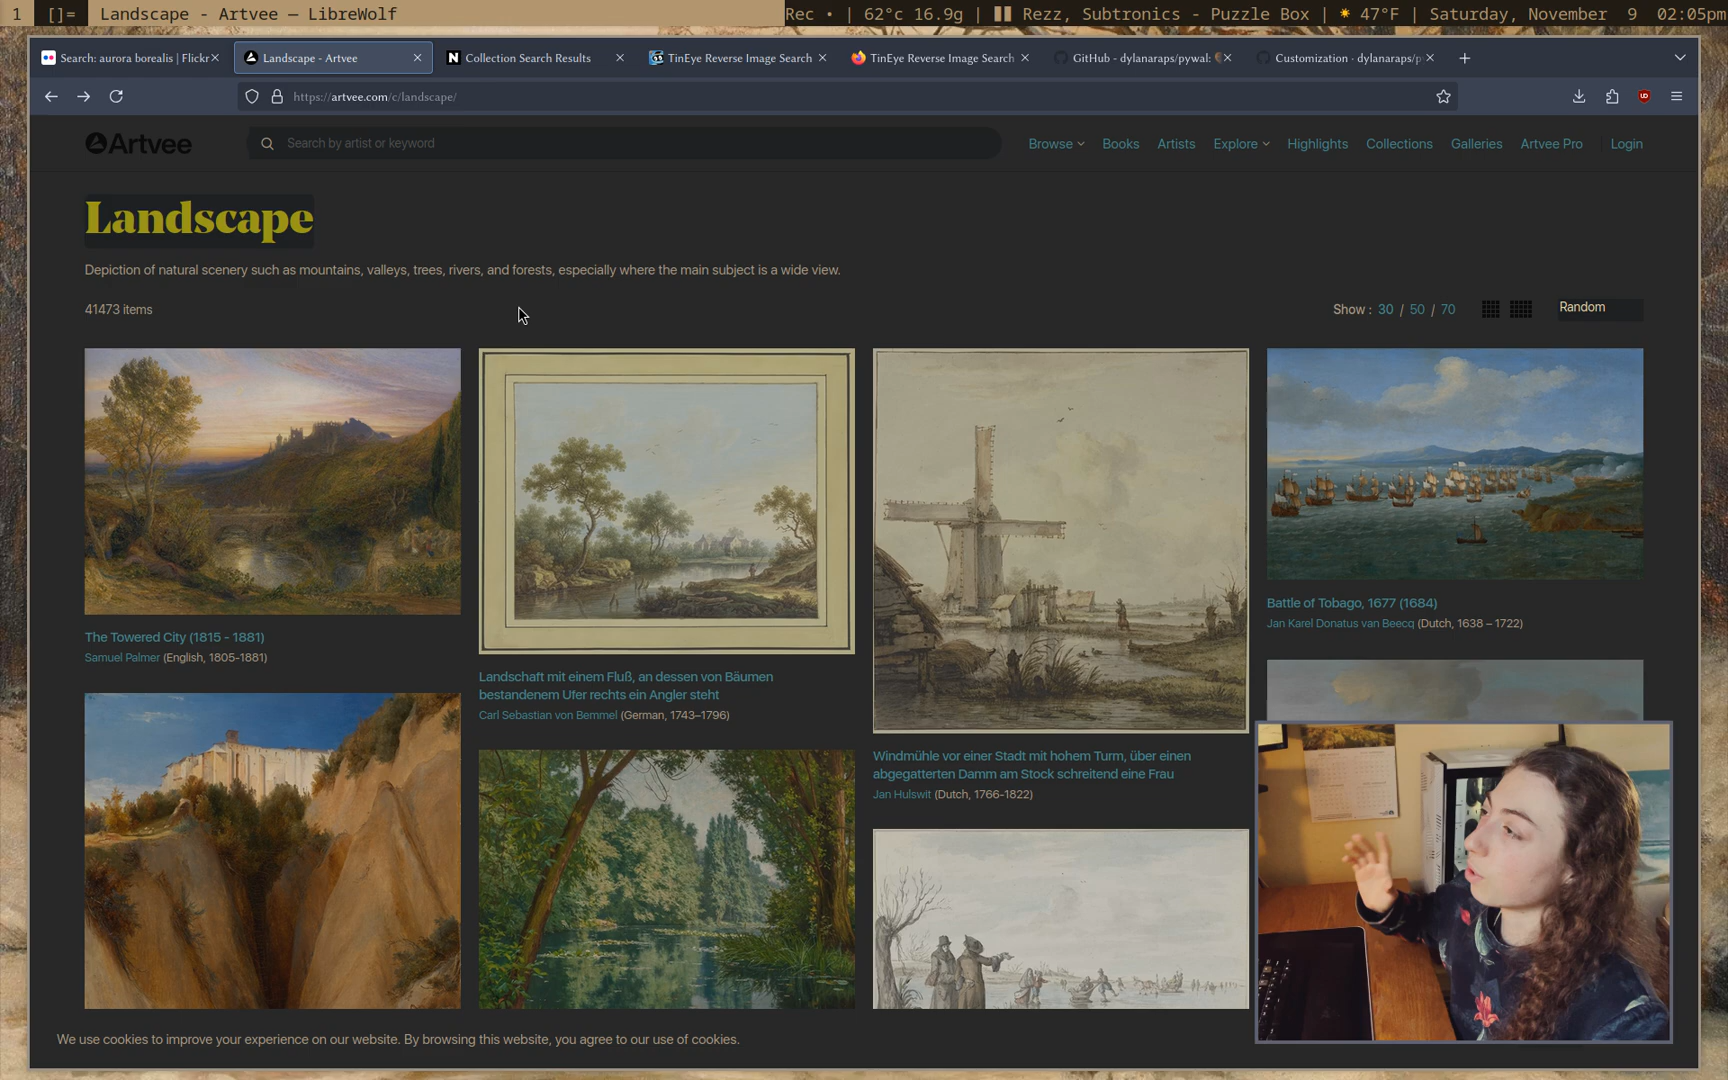 1 []= Landscape - Artvee — LibreWolf Rec • | 62°c 16.9g | Rezz, Subtronics - Puzzle Box | 47°F | Saturday, November 9 02:05pm
Search: aurora borealis | Flickr Landscape - Artvee Collection Search Results TinEye Reverse Image Search TinEye Reverse Image Search GitHub - dylanaraps/pywal: Customization · dylanaraps/p
https://artvee.com/c/landscape/
Artvee Search by artist or keyword Browse Books Artists Explore Highlights Collections Galleries Artvee Pro Login
Landscape
Depiction of natural scenery such as mountains, valleys, trees, rivers, and forests, especially where the main subject is a wide view.
41473 items Show : 30 / 50 / 70 Random
The Towered City (1815 - 1881)
Samuel Palmer (English, 1805-1881)
Landschaft mit einem Fluß, an dessen von Bäumen
bestandenem Ufer rechts ein Angler steht
Carl Sebastian von Bemmel (German, 1743–1796)
Windmühle vor einer Stadt mit hohem Turm, über einen
abgegatterten Damm am Stock schreitend eine Frau
Jan Hulswit (Dutch, 1766-1822)
Battle of Tobago, 1677 (1684)
Jan Karel Donatus van Beecq (Dutch, 1638 – 1722)
We use cookies to improve your experience on our website. By browsing this website, you agree to our use of cookies.